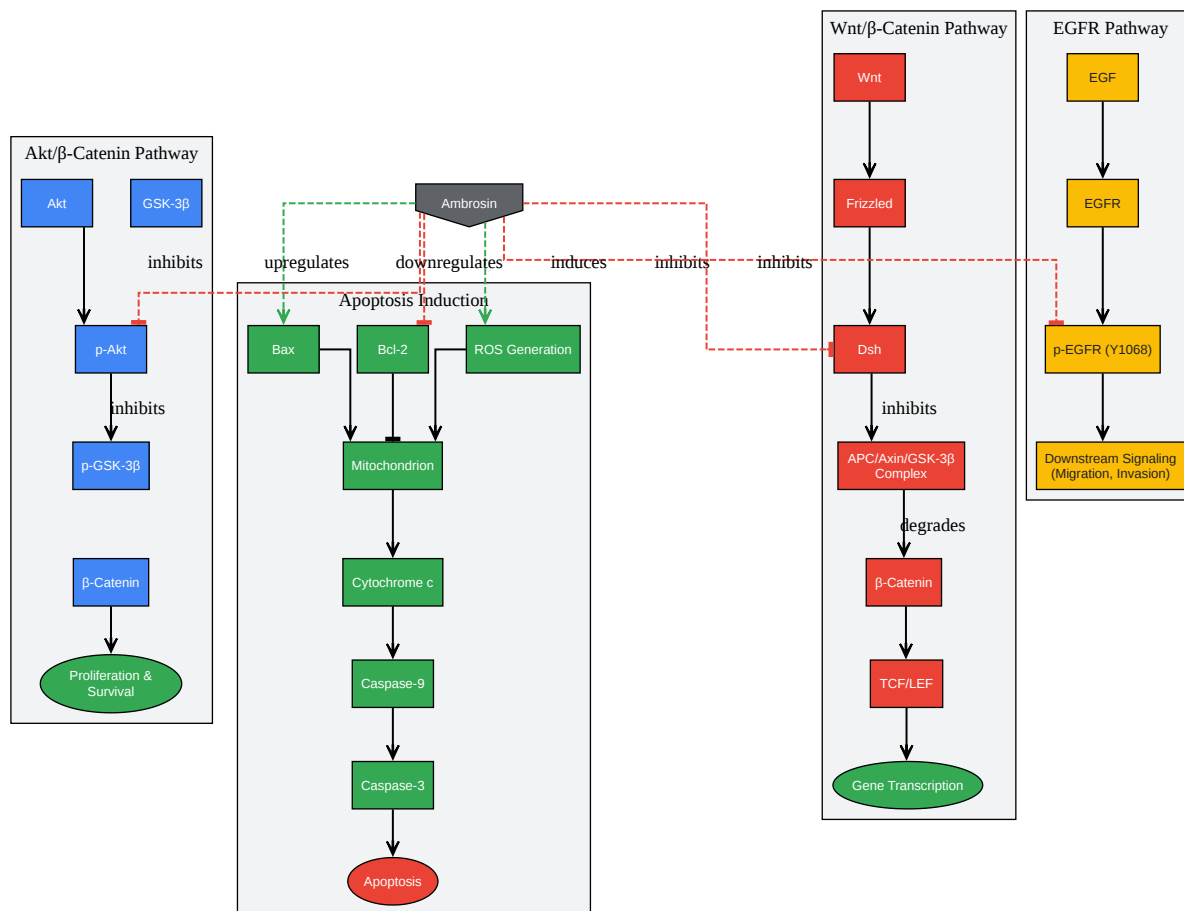 Wnt/β-Catenin Pathway
Wnt
Frizzled
Dsh
inhibits
APC/Axin/GSK-3β
Complex
degrades
β-Catenin
TCF/LEF
Gene Transcription
EGFR Pathway
EGF
EGFR
p-EGFR (Y1068)
Downstream Signaling
(Migration, Invasion)
Akt/β-Catenin Pathway
Akt
GSK-3β
p-Akt
inhibits
p-GSK-3β
β-Catenin
Proliferation &
Survival
Ambrosin
inhibits
upregulates
downregulates
induces
inhibits
inhibits
Apoptosis Induction
Bax
Bcl-2
ROS Generation
Mitochondrion
Cytochrome c
Caspase-9
Caspase-3
Apoptosis